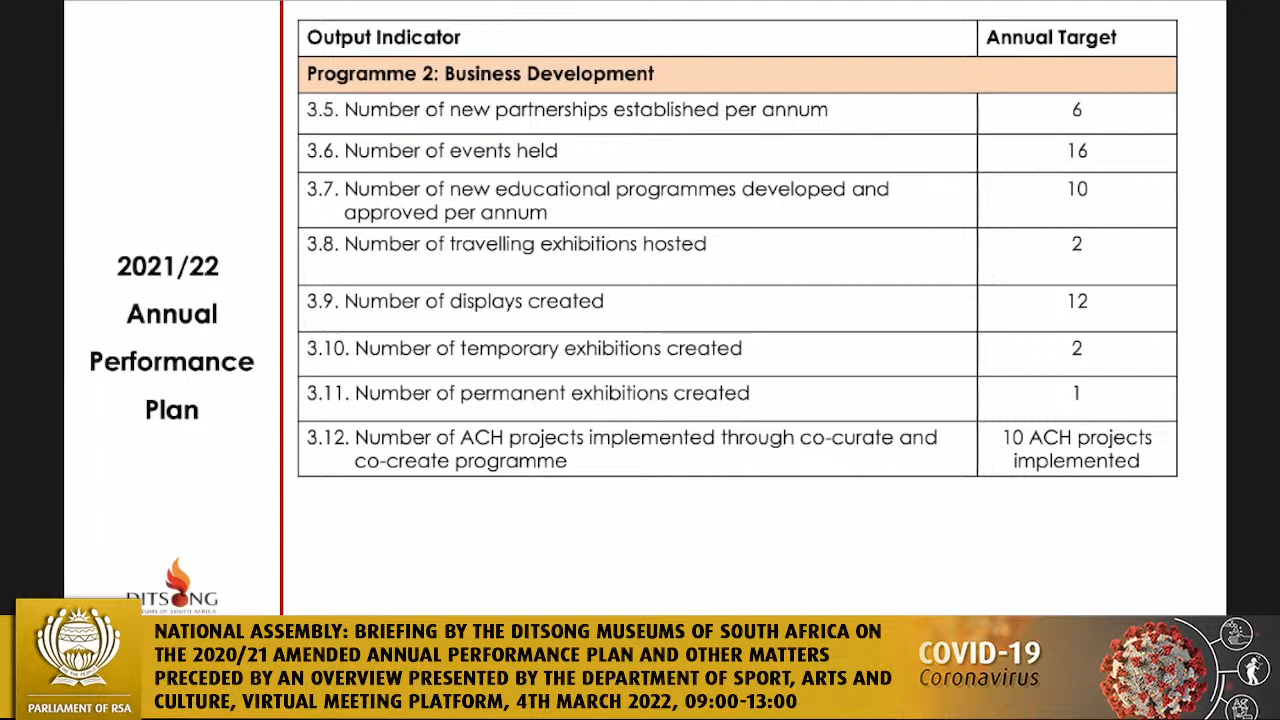 Output Indicator Annual Target
Programme 2: Business Development
3.5. Number of new partnerships established per annum 6
3.6. Number of events held 16
3.7. Number of new educational programmes developed and 10
approved per annum
3.8. Number of travelling exhibitions hosted 2
3.9. Number of displays created 12
3.10. Number of temporary exhibitions created 2
3.11. Number of permanent exhibitions created 1
3.12. Number of ACH projects implemented through co-curate and 10 ACH projects
co-create programme implemented
2021/22
Annual
Performance
Plan
DITSONG
MUSEUMS OF SOUTH AFRICA
PARLIAMENT OF RSA
NATIONAL ASSEMBLY: BRIEFING BY THE DITSONG MUSEUMS OF SOUTH AFRICA ON
THE 2020/21 AMENDED ANNUAL PERFORMANCE PLAN AND OTHER MATTERS
PRECEDED BY AN OVERVIEW PRESENTED BY THE DEPARTMENT OF SPORT, ARTS AND
CULTURE, VIRTUAL MEETING PLATFORM, 4TH MARCH 2022, 09:00-13:00
COVID-19
Coronavirus